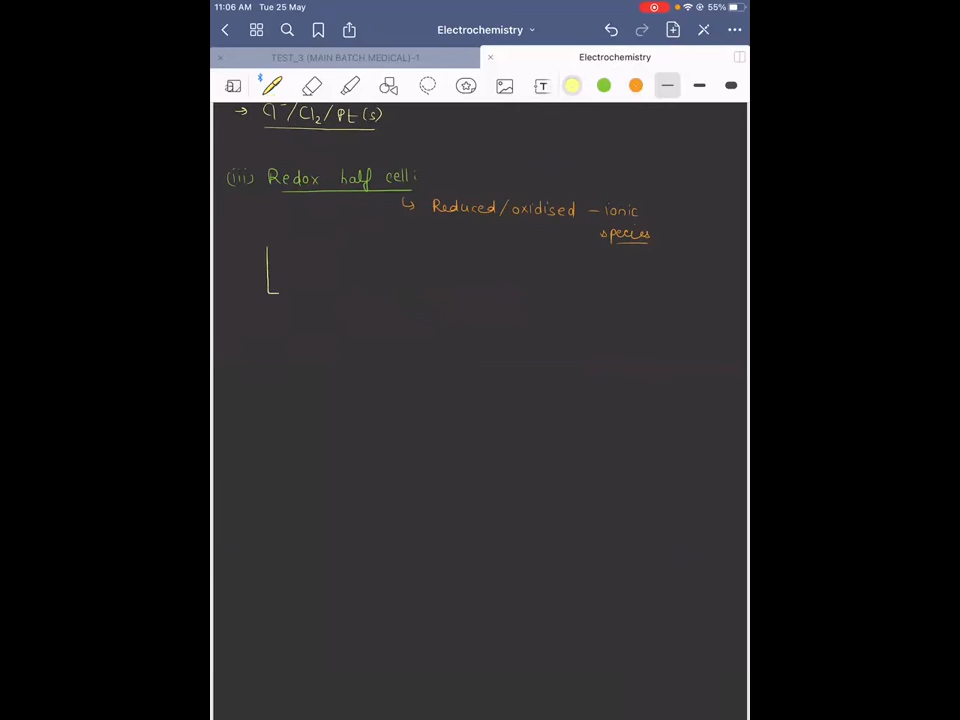 11:06 AM Tue 25 May
55%
Electrochemistry
TEST_3 (MAIN BATCH MEDICAL)-1
Electrochemistry
T
→ Cl⁻/Cl₂/Pt(s)
(iii) Redox half cell:
↳ Reduced/oxidised – ionic
species